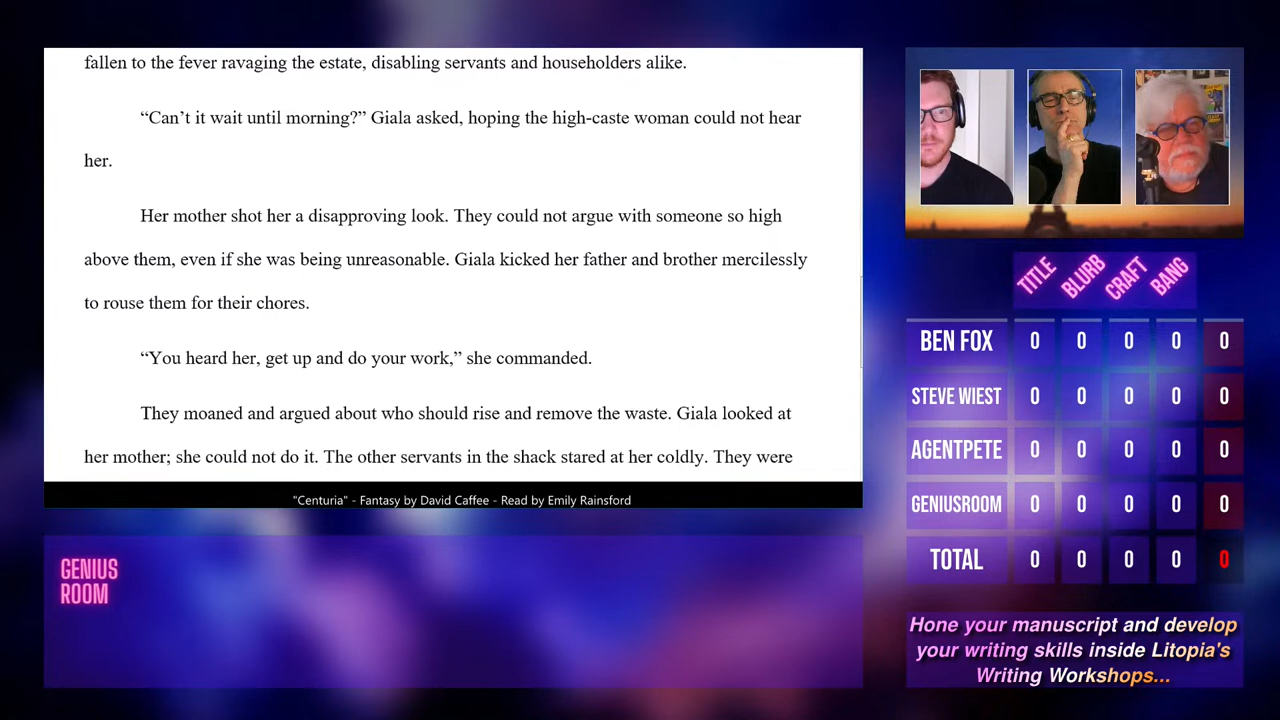 fallen to the fever ravaging the estate, disabling servants and householders alike.
“Can’t it wait until morning?” Giala asked, hoping the high-caste woman could not hear
her.
Her mother shot her a disapproving look. They could not argue with someone so high
above them, even if she was being unreasonable. Giala kicked her father and brother mercilessly
to rouse them for their chores.
“You heard her, get up and do your work,” she commanded.
They moaned and argued about who should rise and remove the waste. Giala looked at
her mother; she could not do it. The other servants in the shack stared at her coldly. They were
"Centuria" - Fantasy by David Caffee - Read by Emily Rainsford
GENIUS
ROOM
TITLE BLURB CRAFT BANG
BEN FOX 0 0 0 0 0
STEVE WIEST 0 0 0 0 0
AGENTPETE 0 0 0 0 0
GENIUSROOM 0 0 0 0 0
TOTAL 0 0 0 0 0
Hone your manuscript and develop
your writing skills inside Litopia's
Writing Workshops...